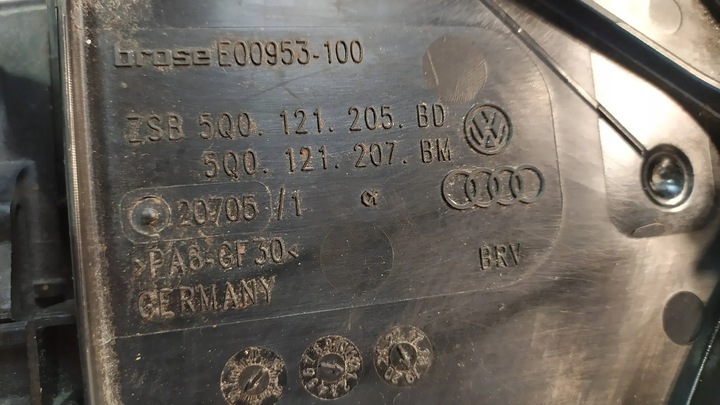 brose E00953-100
ZSB 5Q0. 121. 205. BD
5Q0. 121. 207. BM
20705/1
>PA6-GF30<
BRV
GERMANY